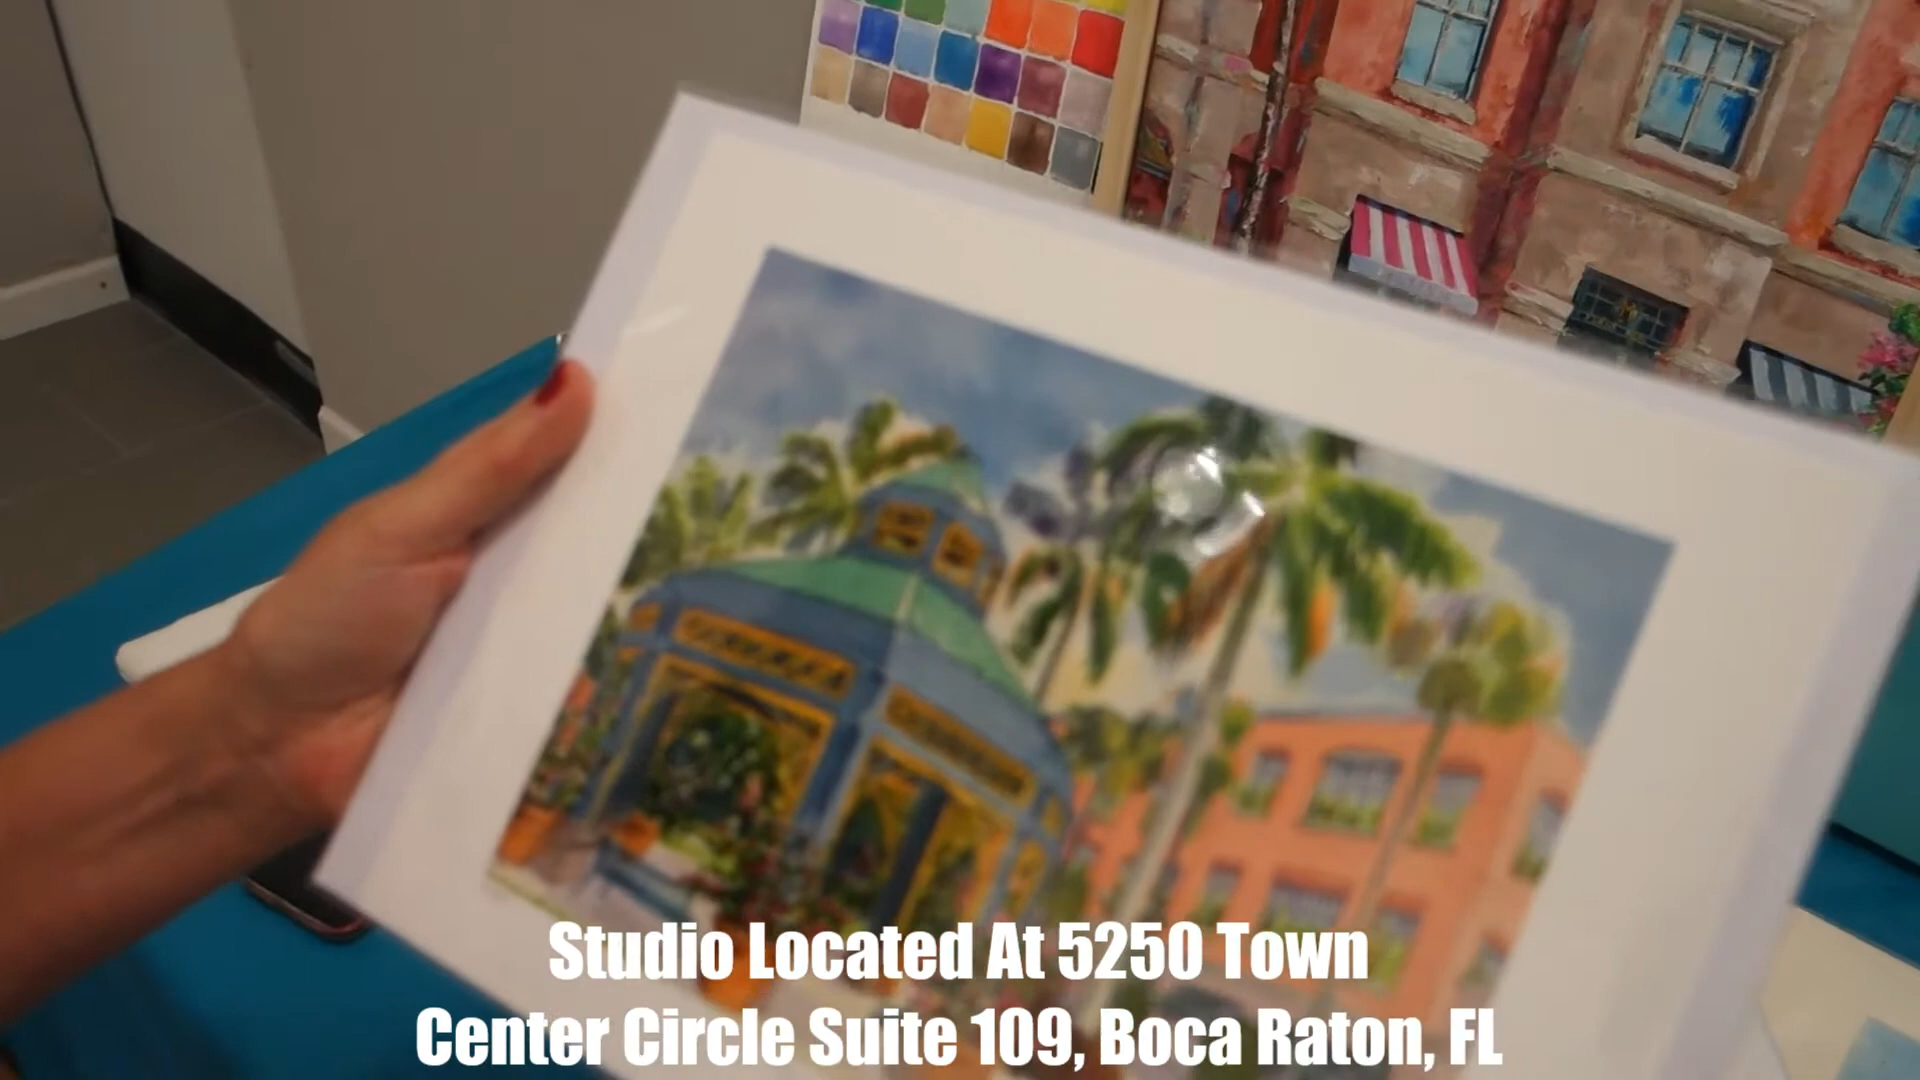 Studio Located At 5250 Town
Center Circle Suite 109, Boca Raton, FL